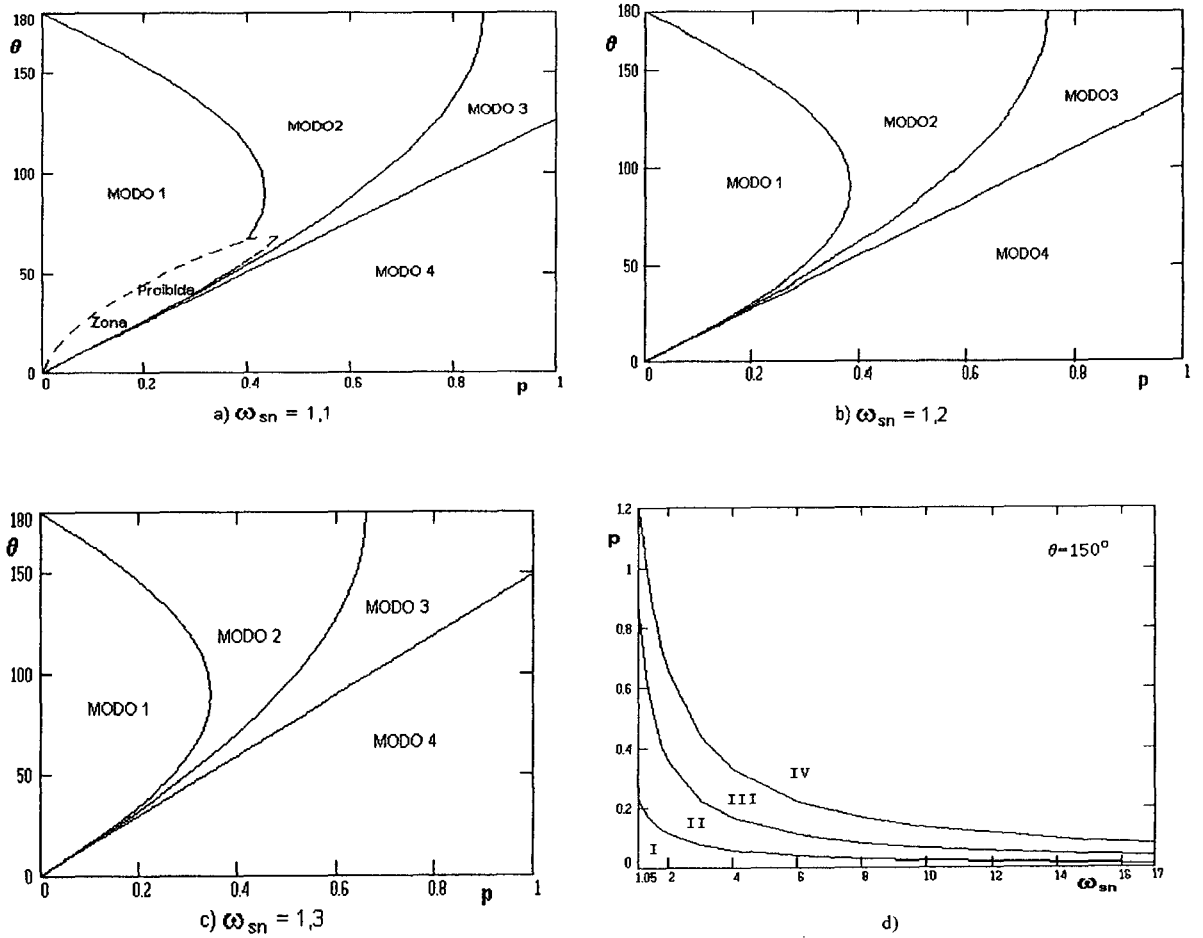 180
θ
150
100
50
0
MODO 1
MODO2
MODO 3
MODO 4
Proibida
Zona
0 0.2 0.4 0.6 0.8 1
p
a) ωsn = 1,1
180
θ
150
100
50
0
MODO 1
MODO2
MODO3
MODO4
0 0.2 0.4 0.6 0.8 1
p
b) ωsn = 1,2
180
θ
150
100
50
0
MODO 1
MODO 2
MODO 3
MODO 4
0 0.2 0.4 0.6 0.8 1
p
c) ωsn = 1,3
1.2
p
1
0.8
0.6
0.4
0.2
0
θ=150°
IV
III
II
I
1.05 2 4 6 8 10 12 14 16 17
ωsn
d)